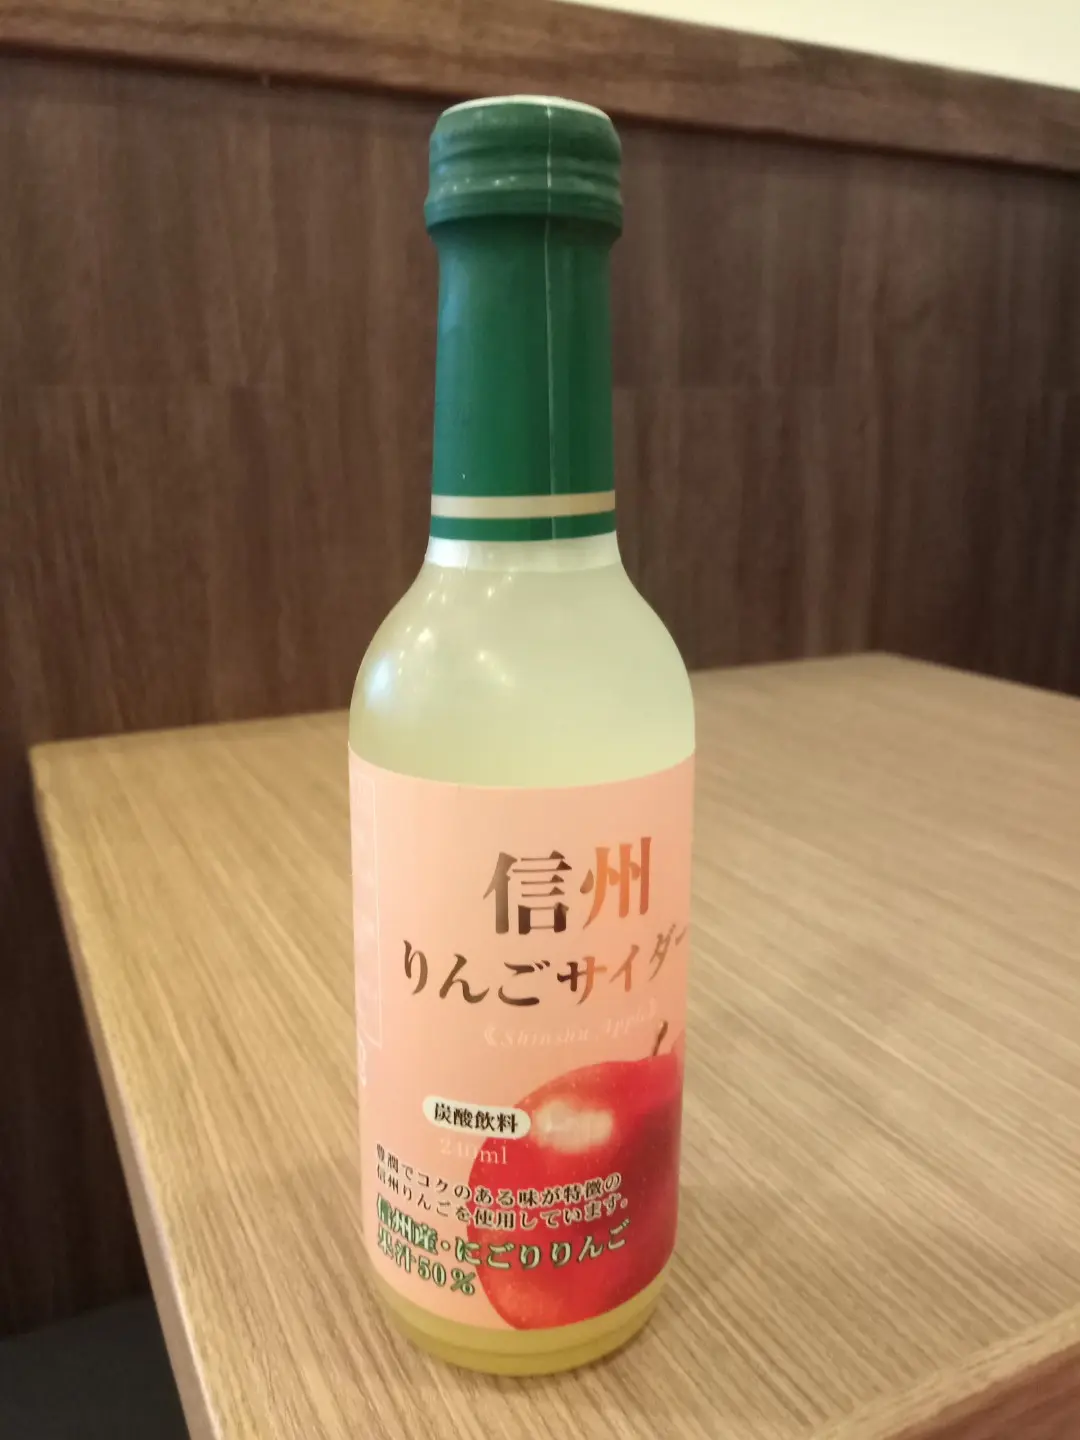 信州
りんごサイダー
Shinshu Apple
炭酸飲料
240ml
豊潤でコクのある味が特徴の
信州りんごを使用しています。
信州産・にごりりんご
果汁50%